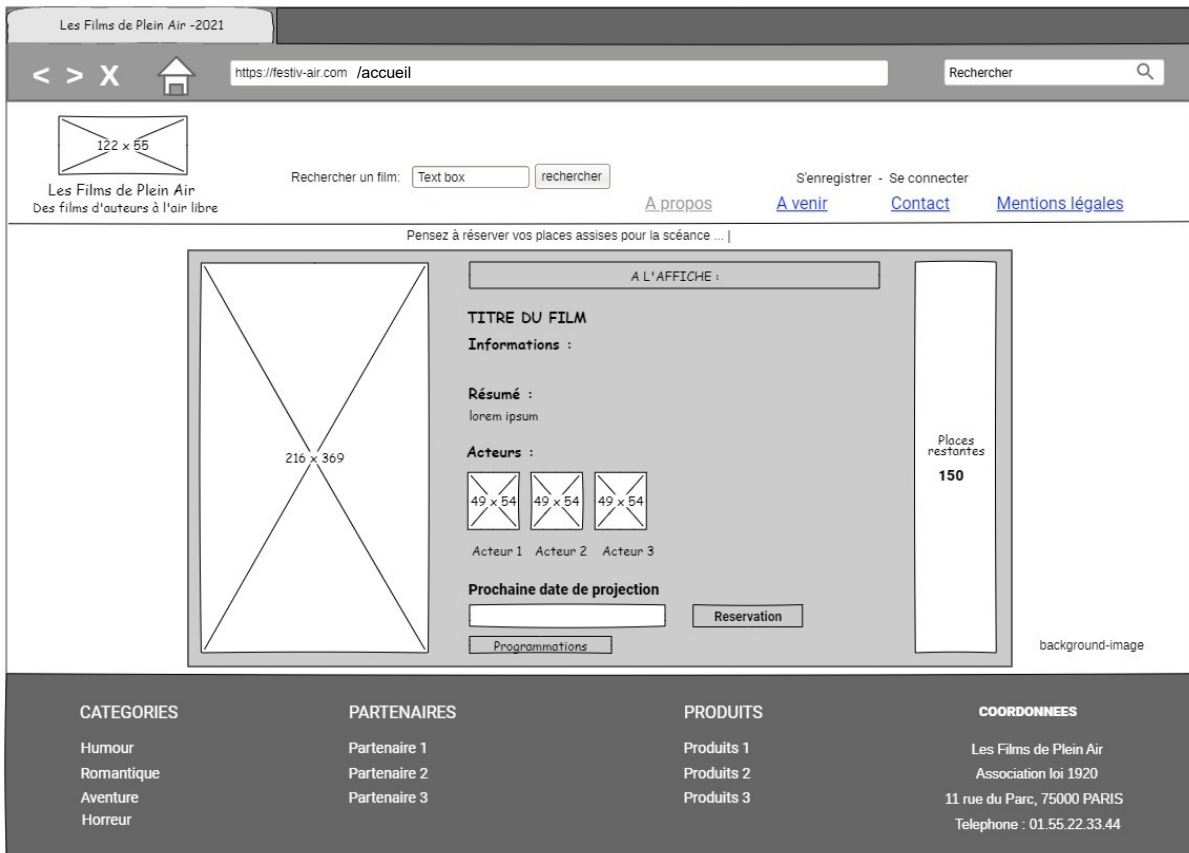 Les Films de Plein Air -2021
< > X
https://festiv-air.com /accueil
Rechercher
122 x 55
Les Films de Plein Air
Des films d'auteurs à l'air libre
Rechercher un film: Text box rechercher
S'enregistrer - Se connecter
A propos A venir Contact Mentions légales
Pensez à réserver vos places assises pour la scéance ... |
216 x 369
A L'AFFICHE :
TITRE DU FILM
Informations :
Résumé :
lorem ipsum
Acteurs :
49 x 54 49 x 54 49 x 54
Acteur 1 Acteur 2 Acteur 3
Prochaine date de projection
Reservation
Programmations
Places
restantes
150
background-image
CATEGORIES
Humour
Romantique
Aventure
Horreur
PARTENAIRES
Partenaire 1
Partenaire 2
Partenaire 3
PRODUITS
Produits 1
Produits 2
Produits 3
COORDONNEES
Les Films de Plein Air
Association loi 1920
11 rue du Parc, 75000 PARIS
Telephone : 01.55.22.33.44